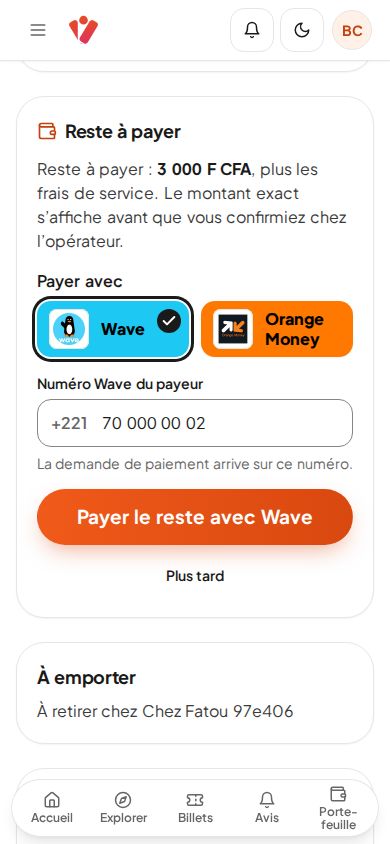 BC
Reste à payer
Reste à payer : 3 000 F CFA, plus les
frais de service. Le montant exact
s'affiche avant que vous confirmiez chez
l'opérateur.
Payer avec
wave
Wave
Orange
Money
Numéro Wave du payeur
+221 70 000 00 02
La demande de paiement arrive sur ce numéro.
Payer le reste avec Wave
Plus tard
À emporter
À retirer chez Chez Fatou 97e406
Accueil
Explorer
Billets
Avis
Porte-
feuille